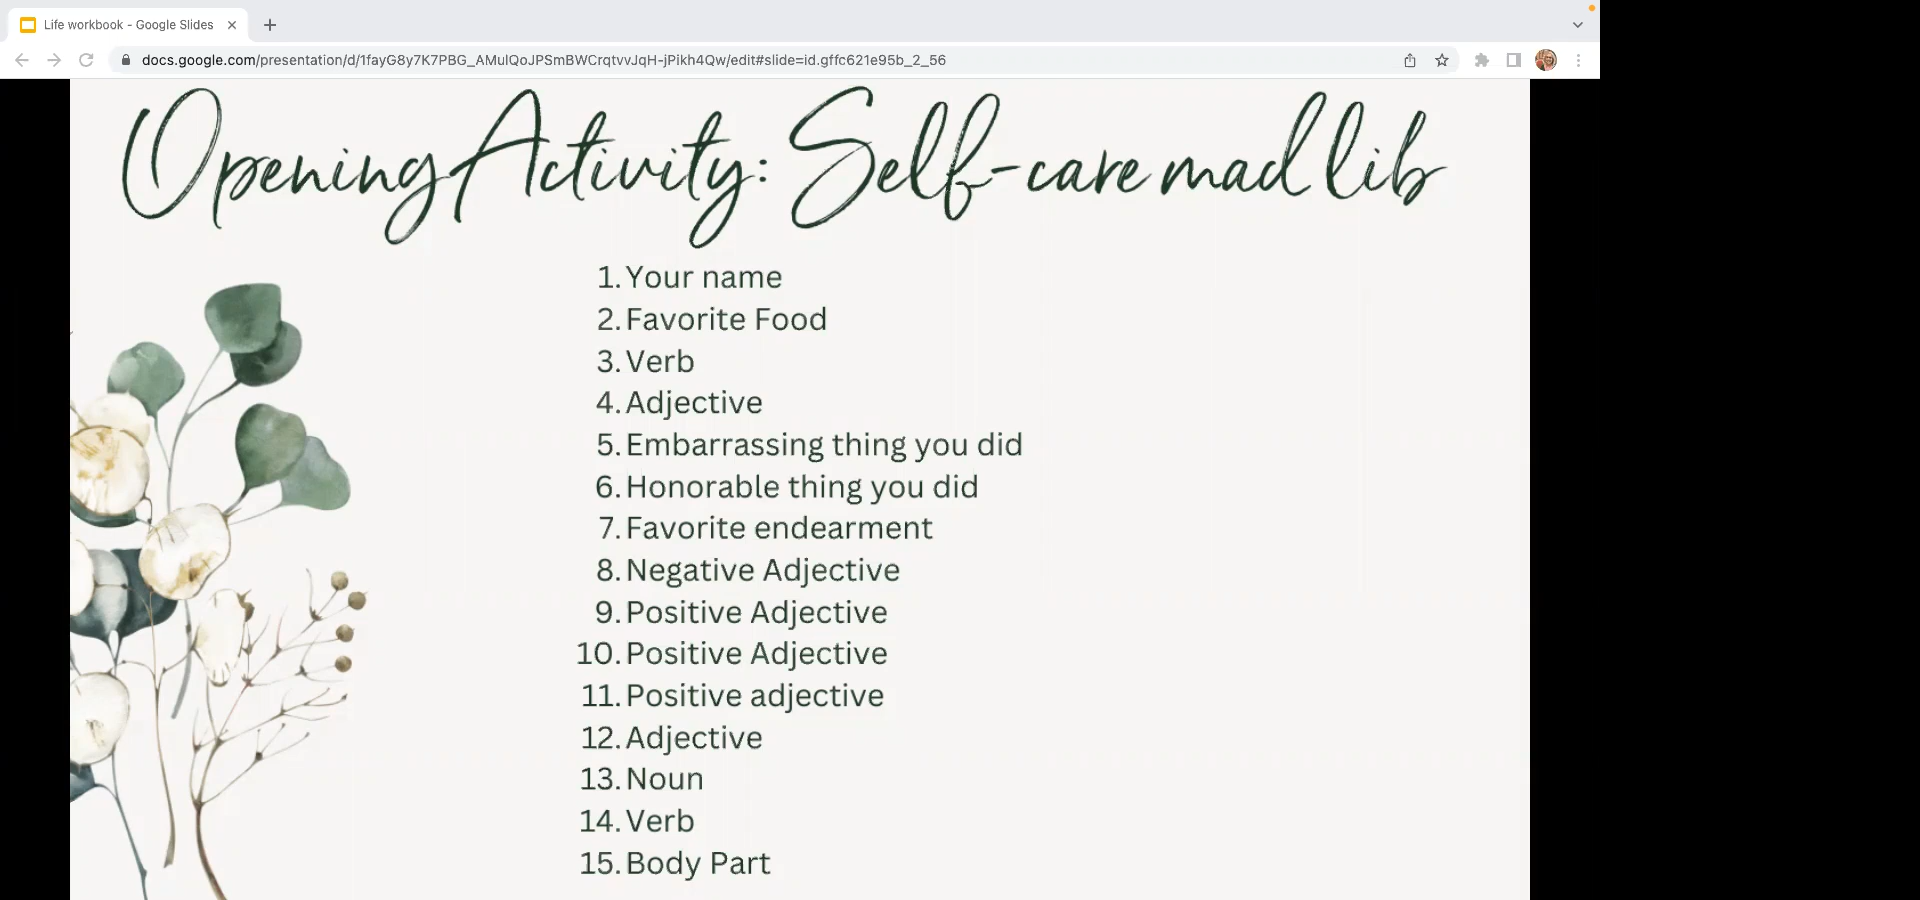 Life workbook - Google Slides
docs.google.com/presentation/d/1fayG8y7K7PBG_AMulQoJPSmBWCrqtvvJqH-jPikh4Qw/edit#slide=id.gffc621e95b_2_56
Opening Activity: Self-care mad lib
1. Your name
2. Favorite Food
3. Verb
4. Adjective
5. Embarrassing thing you did
6. Honorable thing you did
7. Favorite endearment
8. Negative Adjective
9. Positive Adjective
10. Positive Adjective
11. Positive adjective
12. Adjective
13. Noun
14. Verb
15. Body Part